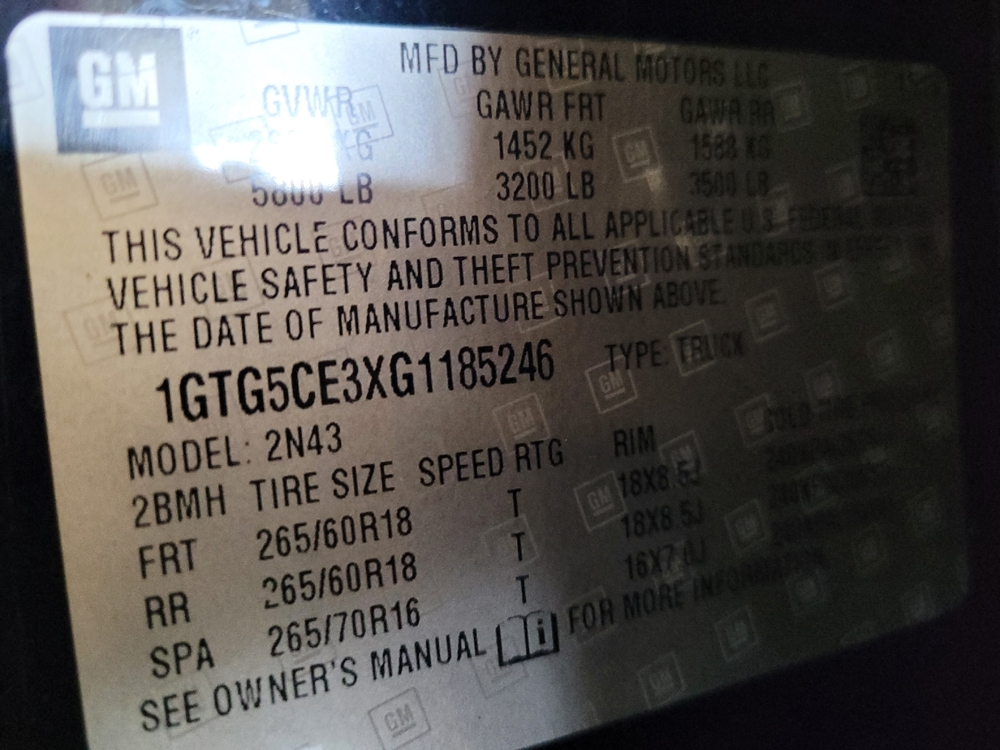 GM
MFD BY GENERAL MOTORS LLC
GVWR GAWR FRT GAWR RR
KG 1452 KG 1588 KG
5800 LB 3200 LB 3500 LB
THIS VEHICLE CONFORMS TO ALL APPLICABLE U.S. FEDERAL
VEHICLE SAFETY AND THEFT PREVENTION STANDARDS
THE DATE OF MANUFACTURE SHOWN ABOVE.
1GTG5CE3XG1185246 TYPE: TRUCK
MODEL: 2N43
2BMH TIRE SIZE SPEED RTG RIM
FRT 265/60R18 T 18X8.5J
RR 265/60R18 T 18X8.5J
SPA 265/70R16 T 16X7.0J
SEE OWNER'S MANUAL FOR MORE INFORMATION